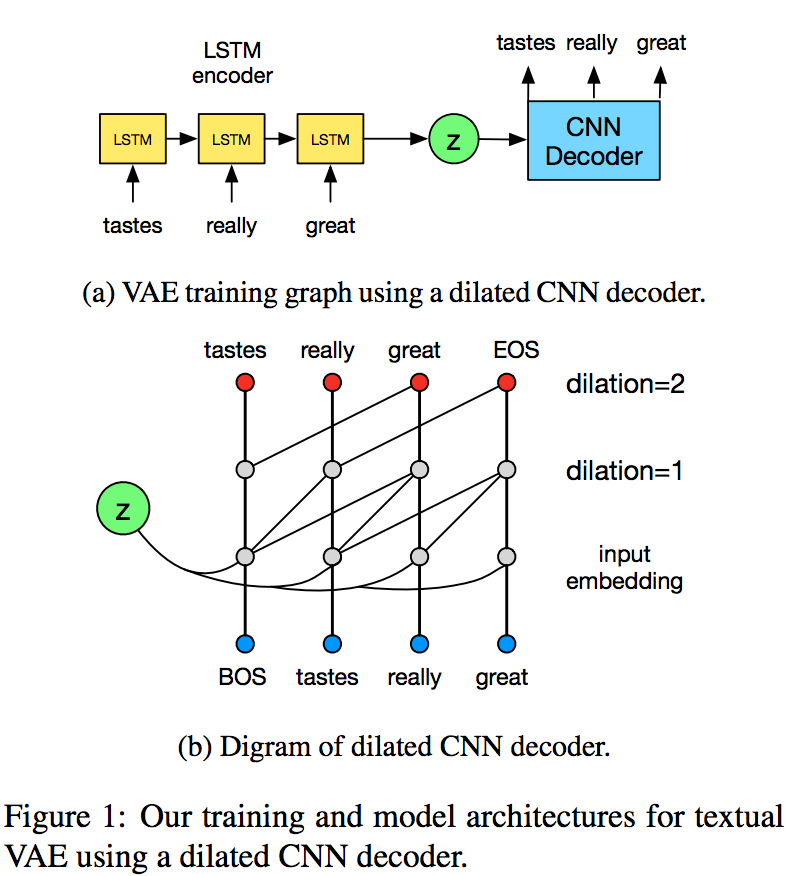 LSTM
encoder
tastes really great
LSTM LSTM LSTM
z
CNN
Decoder
tastes really great
(a) VAE training graph using a dilated CNN decoder.
tastes really great EOS
dilation=2
dilation=1
z
input
embedding
BOS tastes really great
(b) Digram of dilated CNN decoder.
Figure 1: Our training and model architectures for textual
VAE using a dilated CNN decoder.